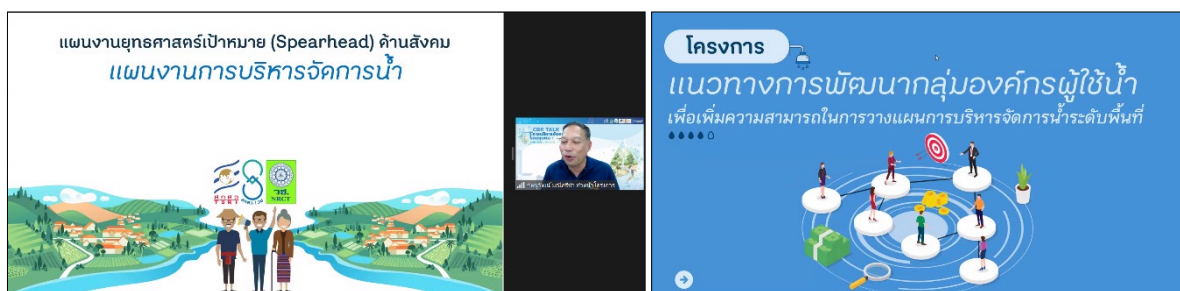 แผนงานยุทธศาสตร์เป้าหมาย (Spearhead) ด้านสังคม
แผนงานการบริหารจัดการน้ำ
วช.
NRCT
CBR TALK
โครงการ
แนวทางการพัฒนากลุ่มองค์กรผู้ใช้น้ำ
เพื่อเพิ่มความสามารถในการวางแผนการบริหารจัดการน้ำระดับพื้นที่